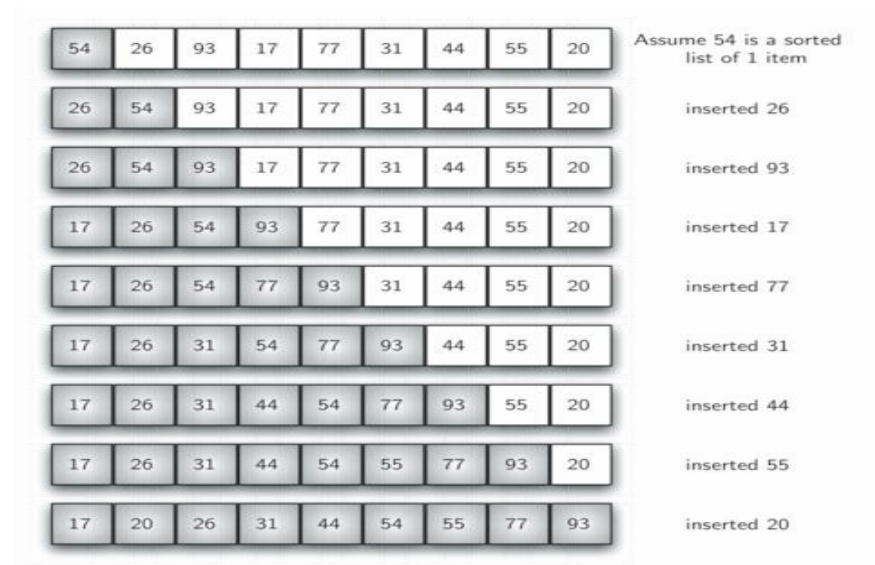 54 26 93 17 77 31 44 55 20 Assume 54 is a sorted
list of 1 item
26 54 93 17 77 31 44 55 20 inserted 26
26 54 93 17 77 31 44 55 20 inserted 93
17 26 54 93 77 31 44 55 20 inserted 17
17 26 54 77 93 31 44 55 20 inserted 77
17 26 31 54 77 93 44 55 20 inserted 31
17 26 31 44 54 77 93 55 20 inserted 44
17 26 31 44 54 55 77 93 20 inserted 55
17 20 26 31 44 54 55 77 93 inserted 20